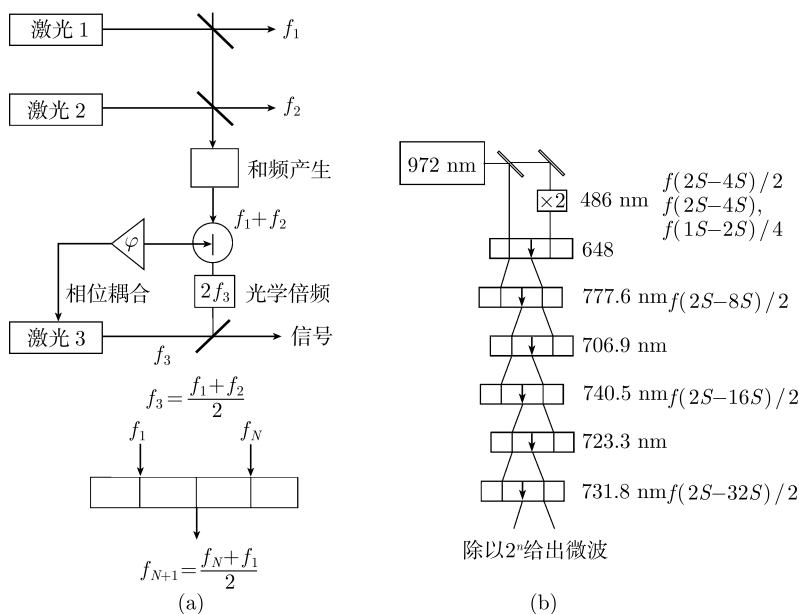 激光 1
f₁
激光 2
f₂
和频产生
f₁+f₂
φ
相位耦合
2f₃
光学倍频
激光 3
f₃
信号
f₃=(f₁+f₂)/2
f₁
f_N
f_{N+1}=(f_N+f₁)/2
(a)
972 nm
×2
486 nm
f(2S−4S)/2
f(2S−4S),
f(1S−2S)/4
648
777.6 nm f(2S−8S)/2
706.9 nm
740.5 nm f(2S−16S)/2
723.3 nm
731.8 nm f(2S−32S)/2
除以2ⁿ给出微波
(b)